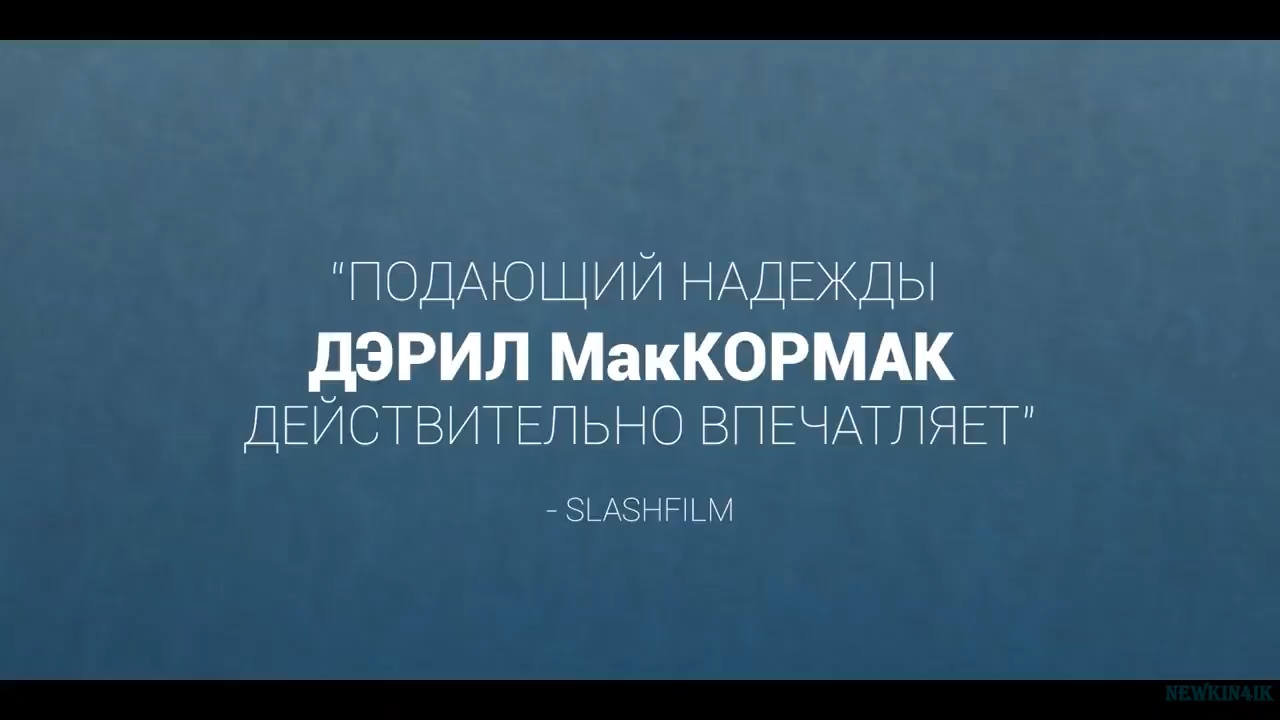 “ПОДАЮЩИЙ НАДЕЖДЫ
ДЭРИЛ МакКОРМАК
ДЕЙСТВИТЕЛЬНО ВПЕЧАТЛЯЕТ”
- SLASHFILM
NEWKIN4IK